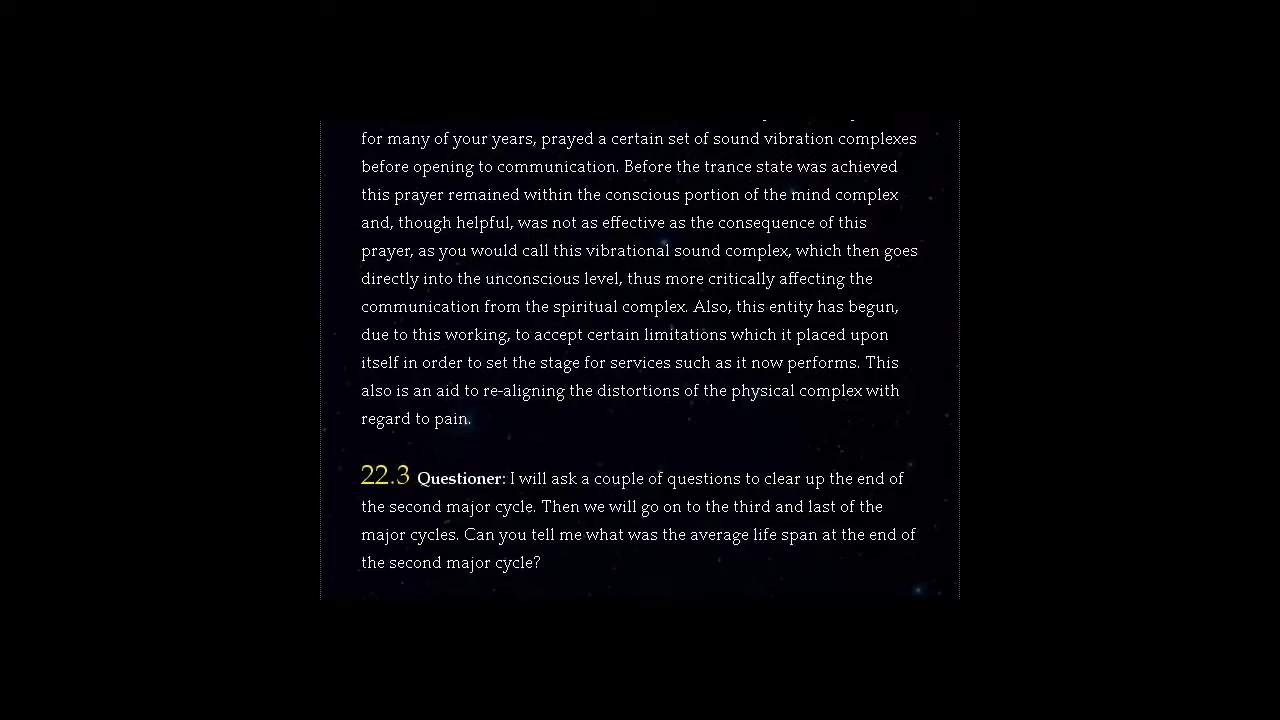 for many of your years, prayed a certain set of sound vibration complexes
before opening to communication. Before the trance state was achieved
this prayer remained within the conscious portion of the mind complex
and, though helpful, was not as effective as the consequence of this
prayer, as you would call this vibrational sound complex, which then goes
directly into the unconscious level, thus more critically affecting the
communication from the spiritual complex. Also, this entity has begun,
due to this working, to accept certain limitations which it placed upon
itself in order to set the stage for services such as it now performs. This
also is an aid to re-aligning the distortions of the physical complex with
regard to pain.
22.3 Questioner: I will ask a couple of questions to clear up the end of
the second major cycle. Then we will go on to the third and last of the
major cycles. Can you tell me what was the average life span at the end of
the second major cycle?